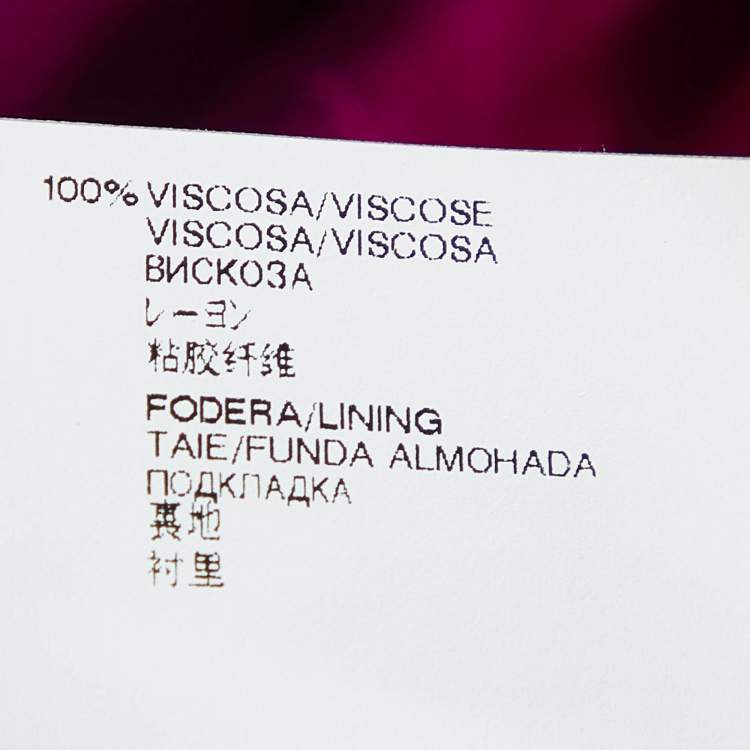 100% VISCOSA/VISCOSE
VISCOSA/VISCOSA
ВИСКОЗА
レーヨン
粘胶纤维
FODERA/LINING
TAIE/FUNDA ALMOHADA
ПОДКЛАДКА
裏地
衬里